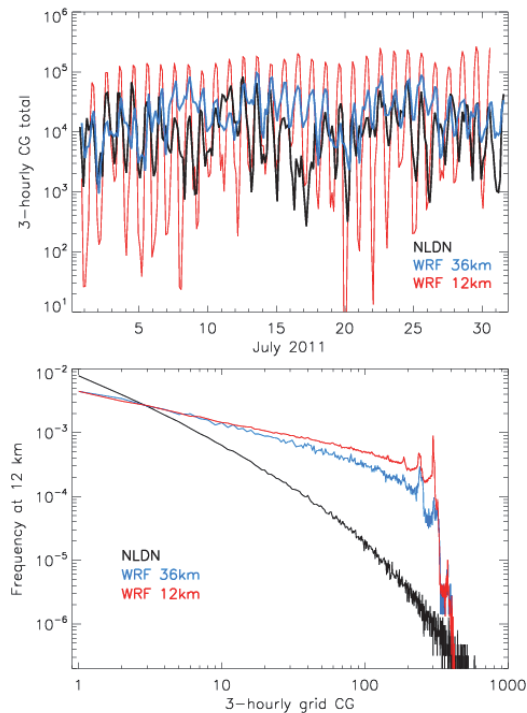 10^6
10^5
10^4
10^3
10^2
10^1
3-hourly CG total
NLDN
WRF 36km
WRF 12km
5 10 15 20 25 30
July 2011
10^-2
10^-3
10^-4
10^-5
10^-6
Frequency at 12 km
NLDN
WRF 36km
WRF 12km
1 10 100 1000
3-hourly grid CG